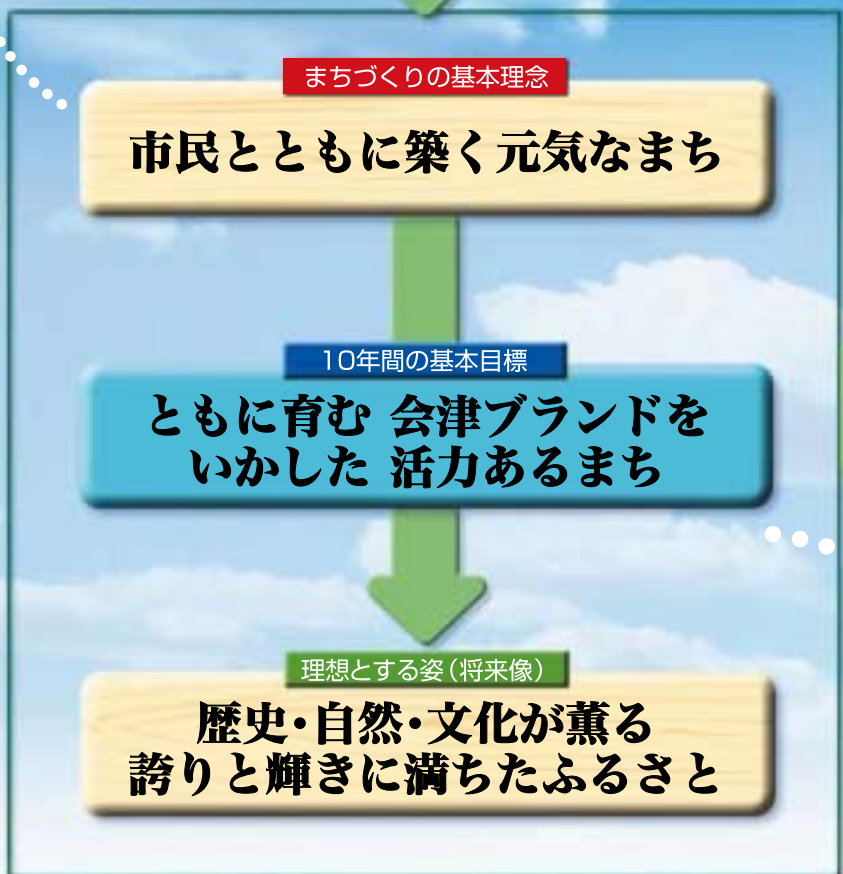 まちづくりの基本理念
市民とともに築く元気なまち
10年間の基本目標
ともに育む 会津ブランドを
いかした 活力あるまち
理想とする姿(将来像)
歴史・自然・文化が薫る
誇りと輝きに満ちたふるさと